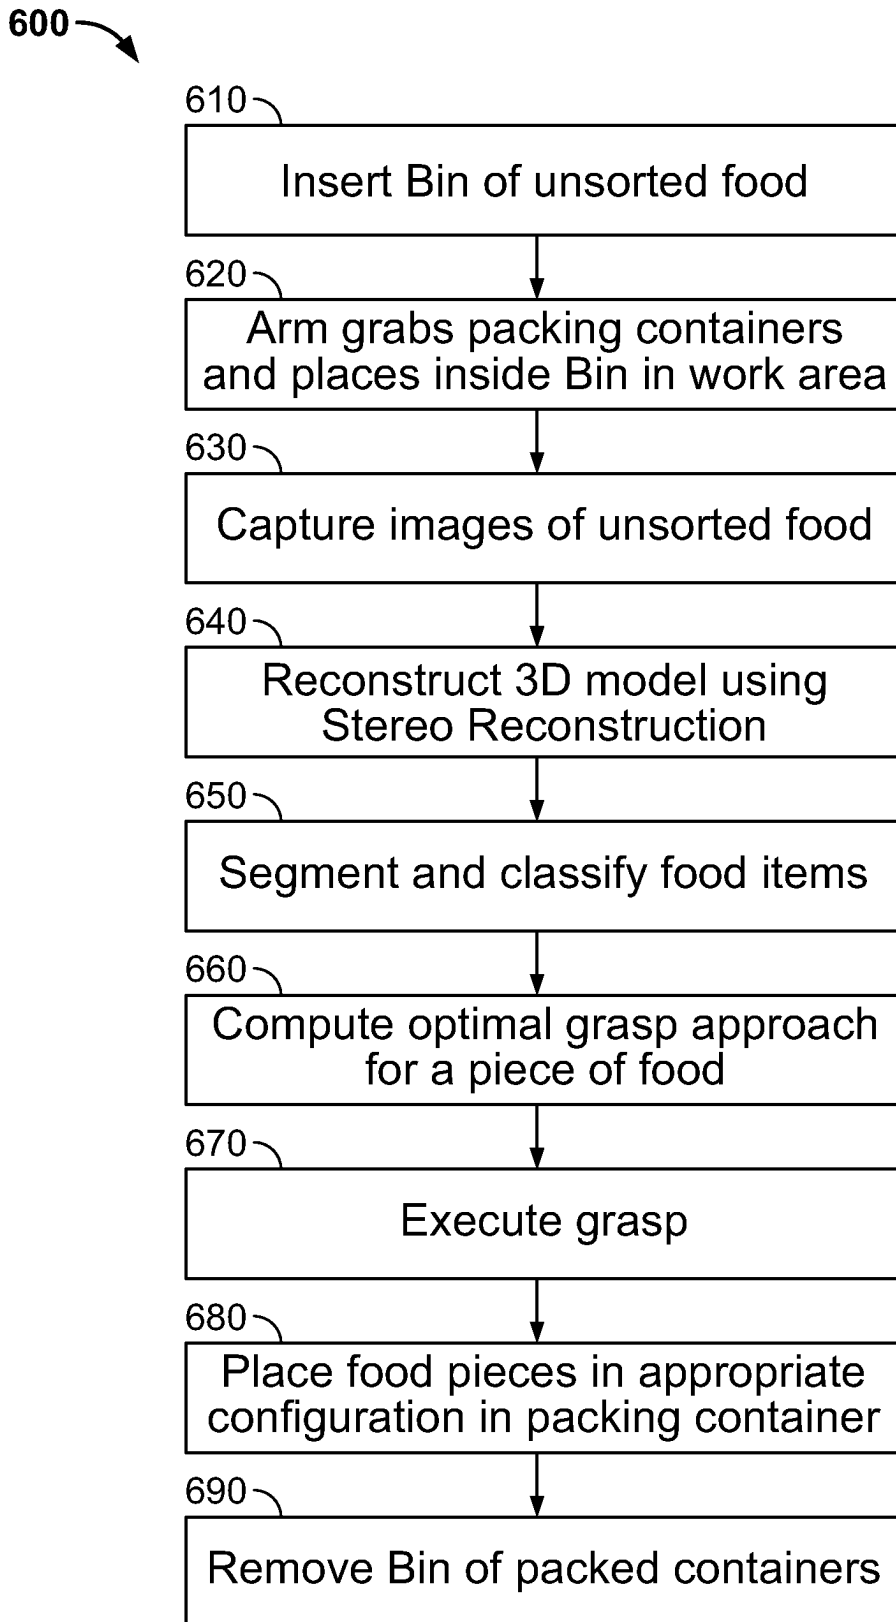 600
610
Insert Bin of unsorted food
620
Arm grabs packing containers
and places inside Bin in work area
630
Capture images of unsorted food
640
Reconstruct 3D model using
Stereo Reconstruction
650
Segment and classify food items
660
Compute optimal grasp approach
for a piece of food
670
Execute grasp
680
Place food pieces in appropriate
configuration in packing container
690
Remove Bin of packed containers